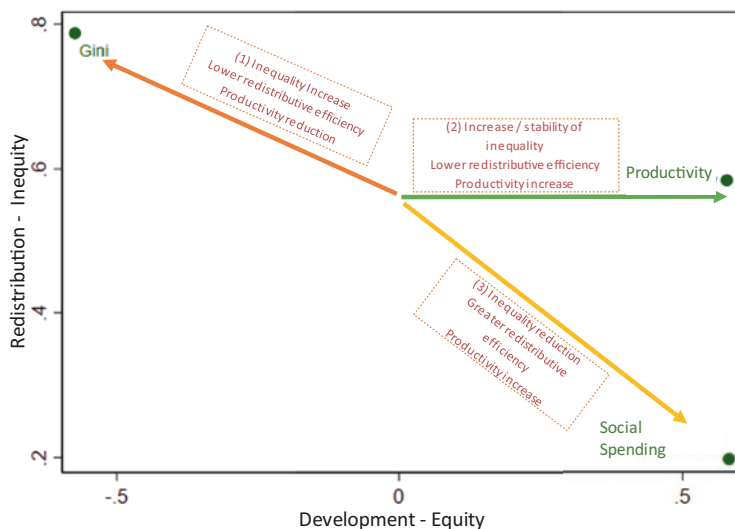 .8
Gini
(1) Inequality Increase
Lower redistributive efficiency
Productivity reduction
(2) Increase / stability of
inequality
Lower redistributive efficiency
Productivity increase
Productivity
.6
Redistribution - Inequity
.4
(3) Inequality reduction
Greater redistributive
efficiency
Productivity increase
Social
Spending
.2
-.5
0
.5
Development - Equity